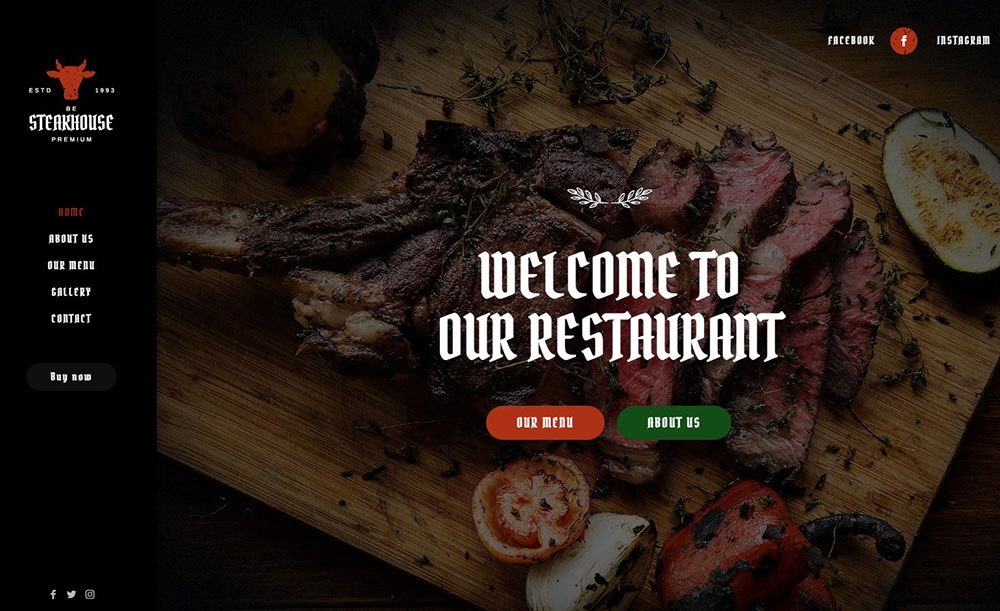 ESTD 1993
BE
STEAKHOUSE
PREMIUM
HOME
ABOUT US
OUR MENU
GALLERY
CONTACT
Buy now
FACEBOOK
INSTAGRAM
WELCOME TO
OUR RESTAURANT
OUR MENU
ABOUT US